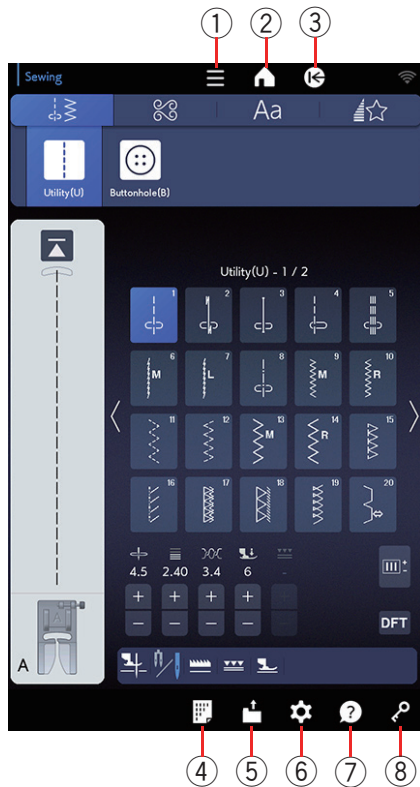 ① ② ③
Sewing
Aa
Utility(U) Buttonhole(B)
Utility(U) - 1 / 2
1 2 3 4 5
6 M 7 L 8 9 M 10 R
11 12 13 M 14 R 15
16 17 18 19 20
4.5 2.40 3.4 6 -
+ + + + +
− − − − −
DFT
A A
?
④ ⑤ ⑥ ⑦ ⑧